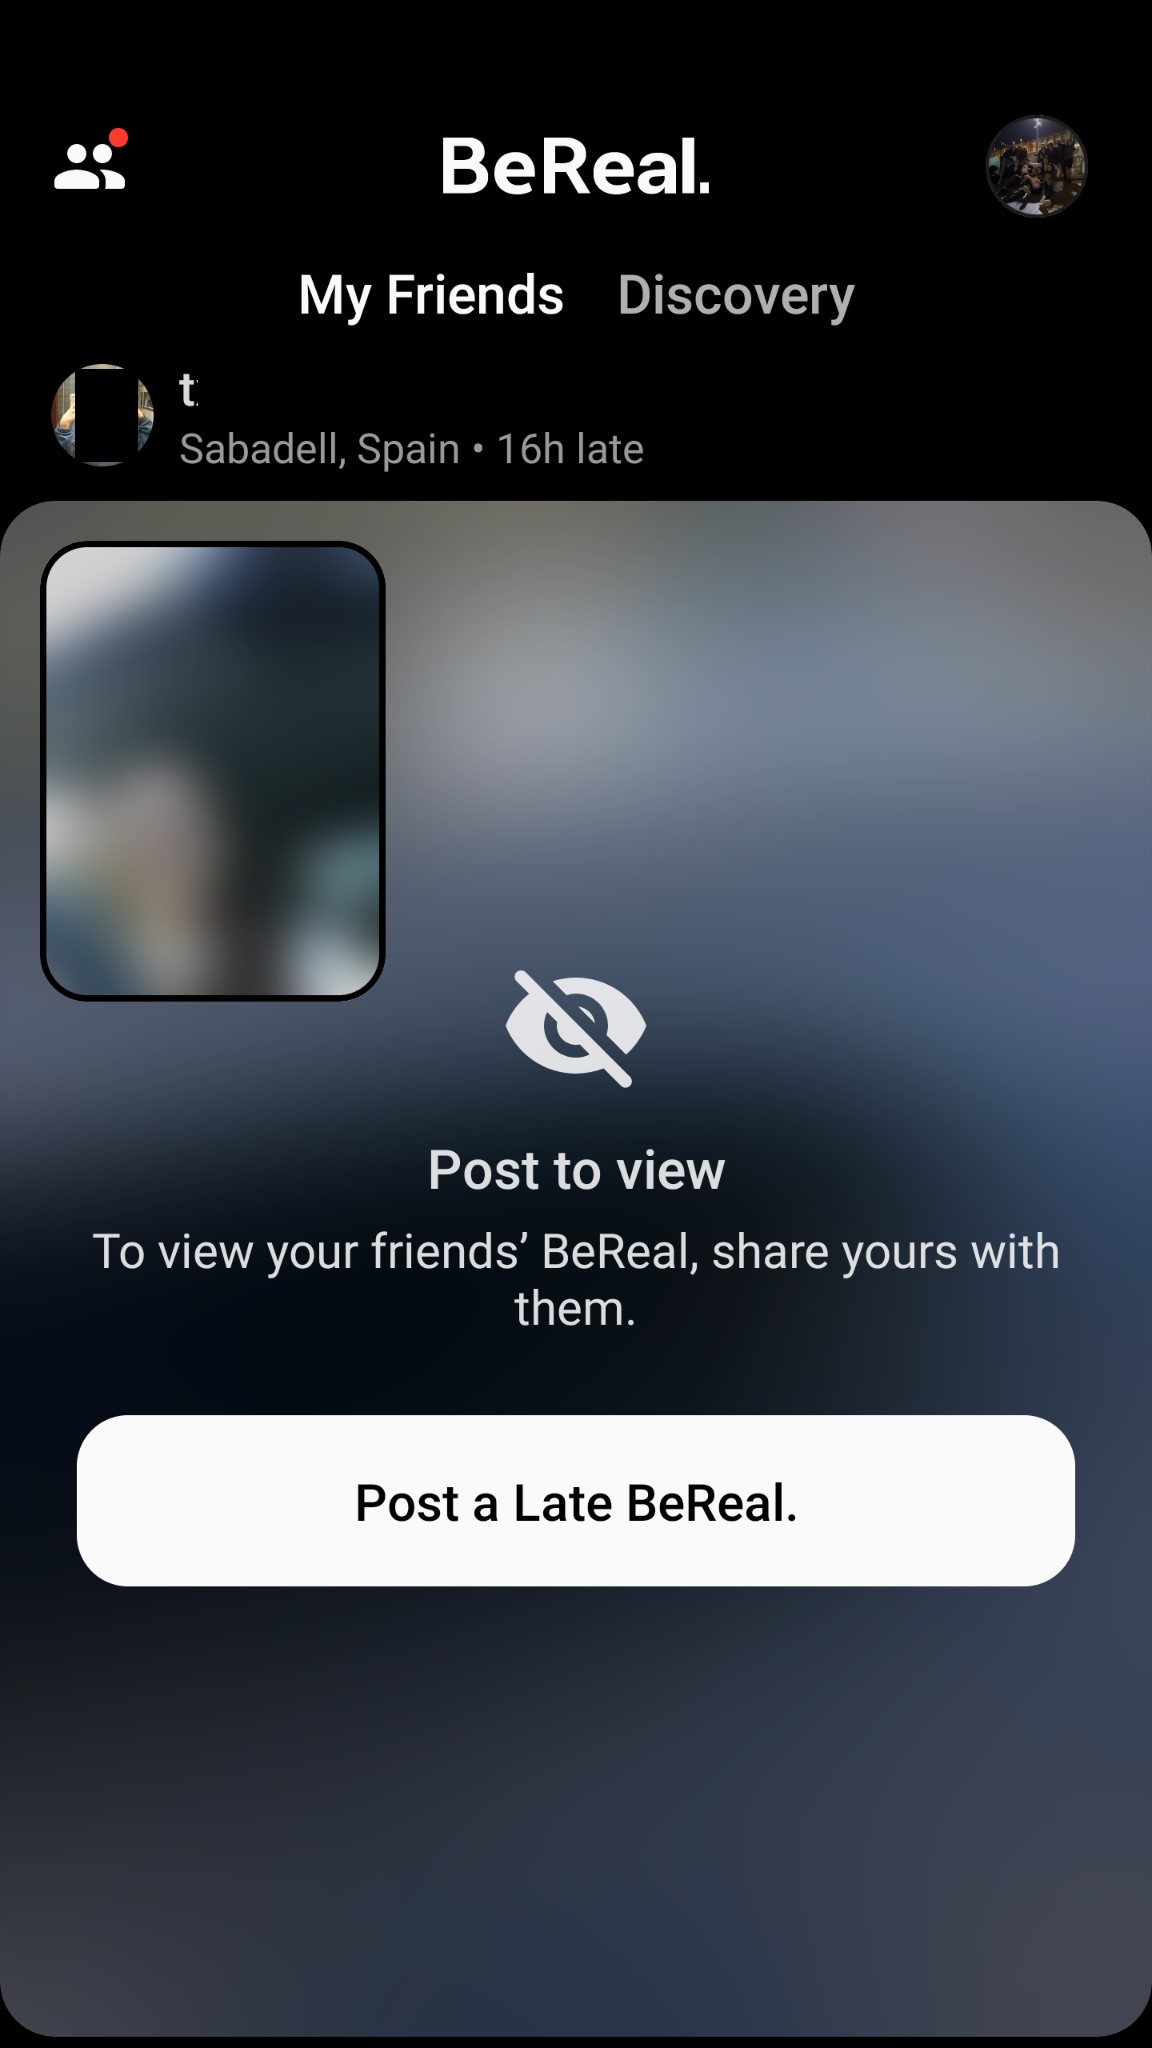 BeReal.
My Friends Discovery
Sabadell, Spain • 16h late
Post to view
To view your friends’ BeReal, share yours with
them.
Post a Late BeReal.